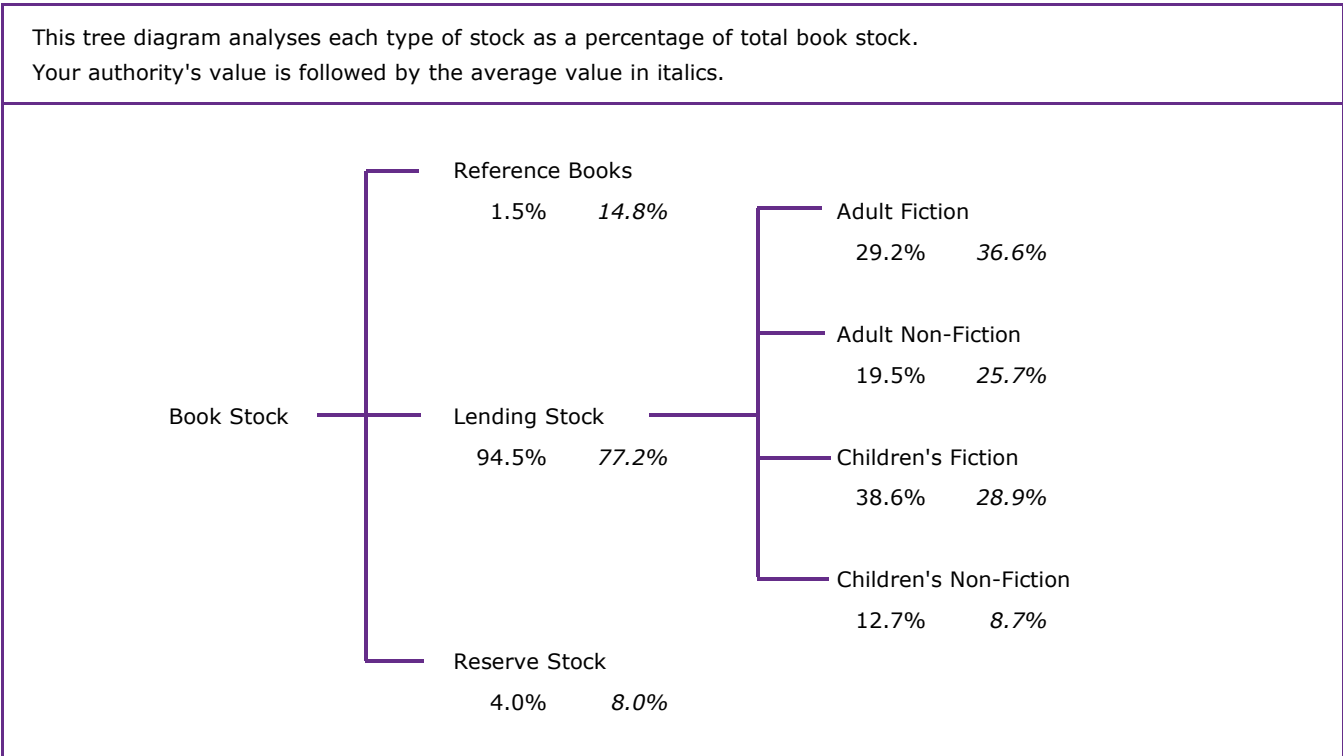 This tree diagram analyses each type of stock as a percentage of total book stock.
Your authority's value is followed by the average value in italics.
Reference Books
1.5% 14.8%
Adult Fiction
29.2% 36.6%
Adult Non-Fiction
19.5% 25.7%
Book Stock
Lending Stock
94.5% 77.2%
Children's Fiction
38.6% 28.9%
Children's Non-Fiction
12.7% 8.7%
Reserve Stock
4.0% 8.0%